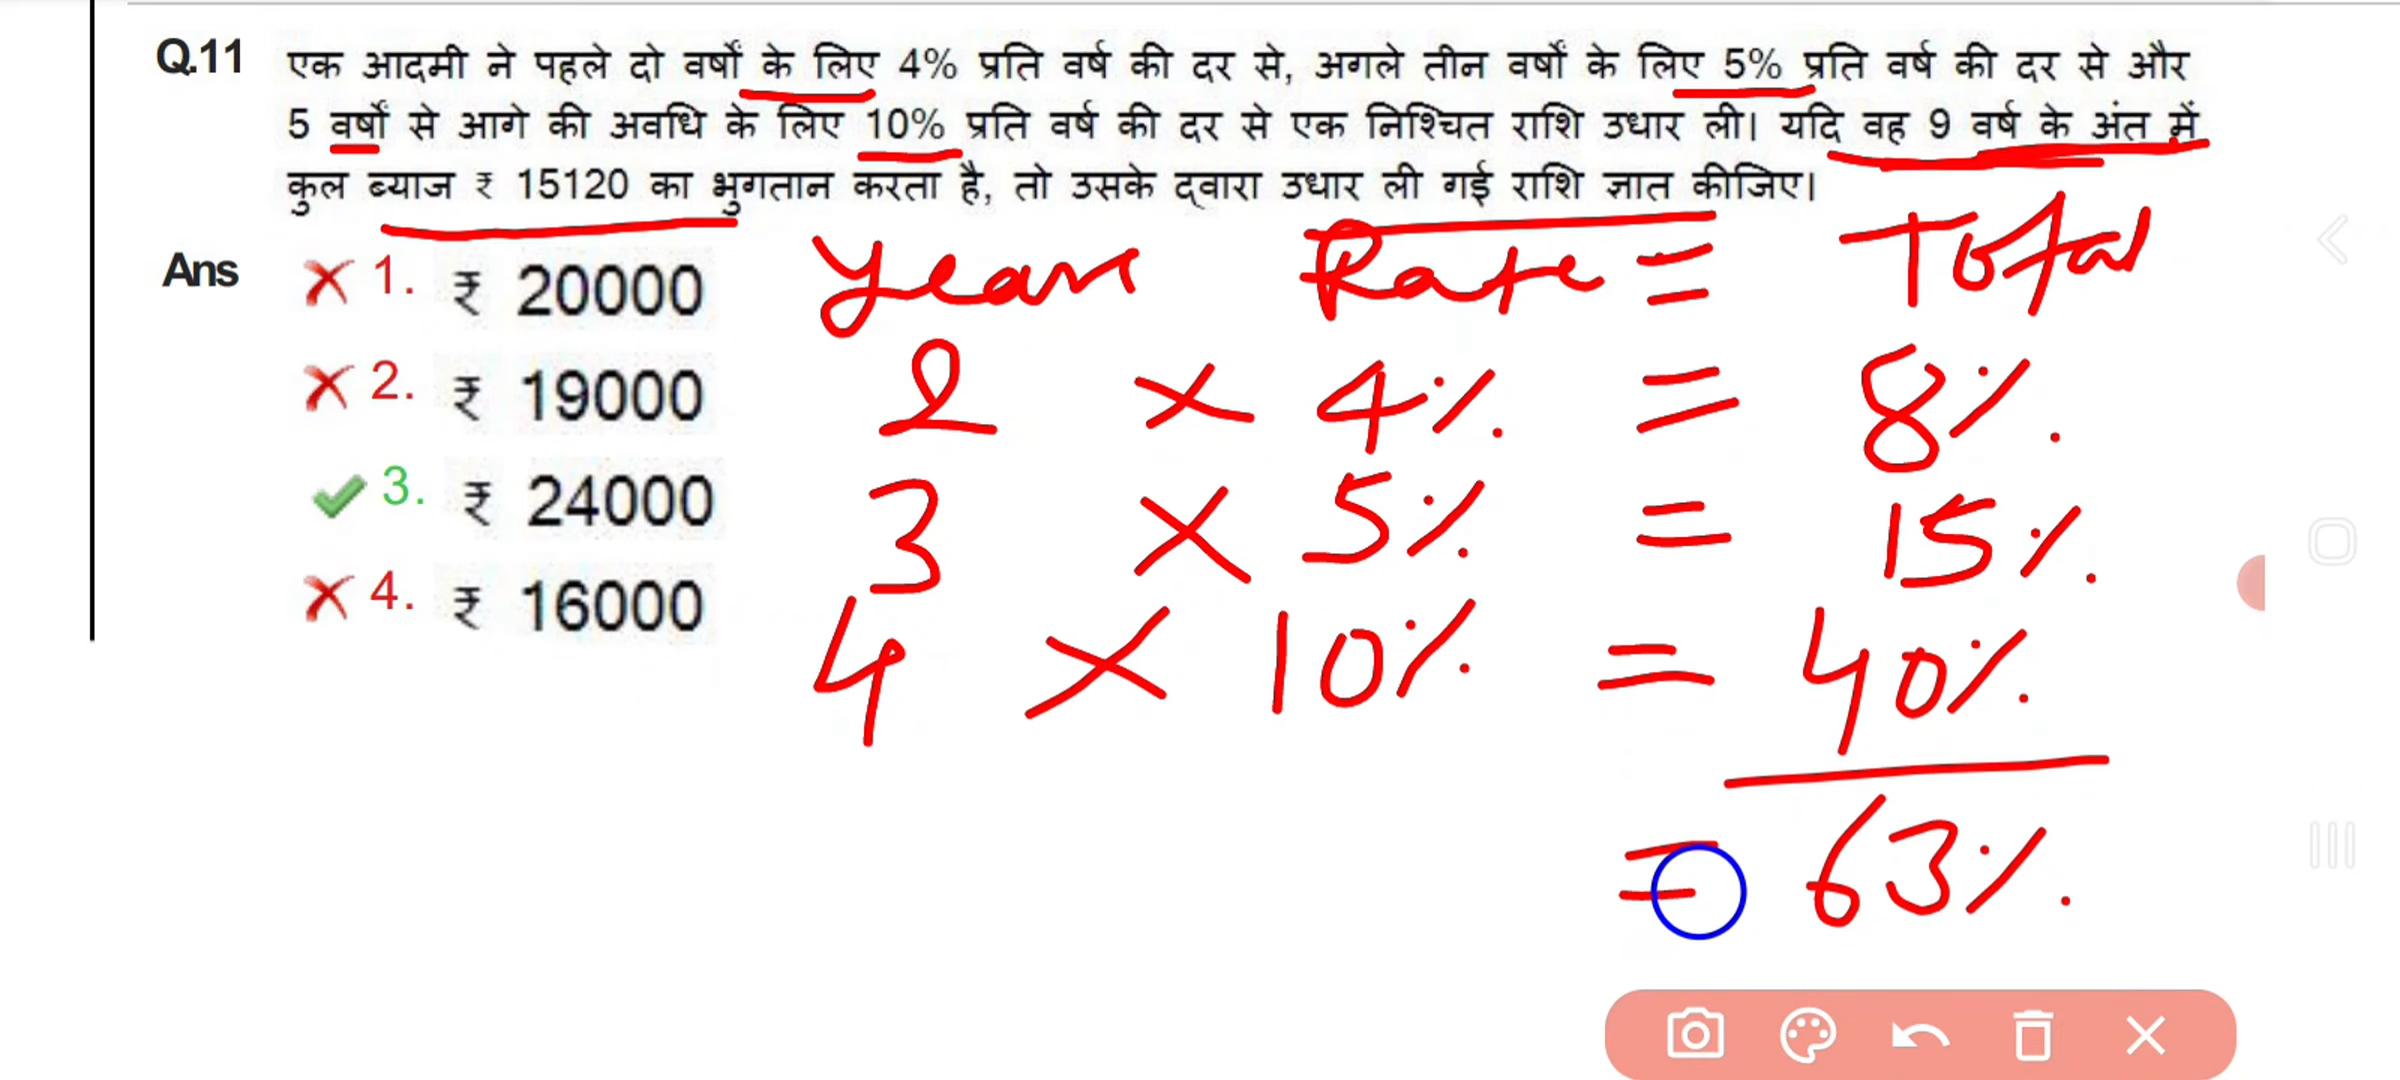 Q.11 एक आदमी ने पहले दो वर्षों के लिए 4% प्रति वर्ष की दर से, अगले तीन वर्षों के लिए 5% प्रति वर्ष की दर से और
5 वर्षों से आगे की अवधि के लिए 10% प्रति वर्ष की दर से एक निश्चित राशि उधार ली। यदि वह 9 वर्ष के अंत में
कुल ब्याज ₹ 15120 का भुगतान करता है, तो उसके द्वारा उधार ली गई राशि ज्ञात कीजिए।
Year Rate = Total
Ans 1. ₹ 20000
2. ₹ 19000
3. ₹ 24000
4. ₹ 16000
2 × 4% = 8%
3 × 5% = 15%
4 × 10% = 40%
= 63%